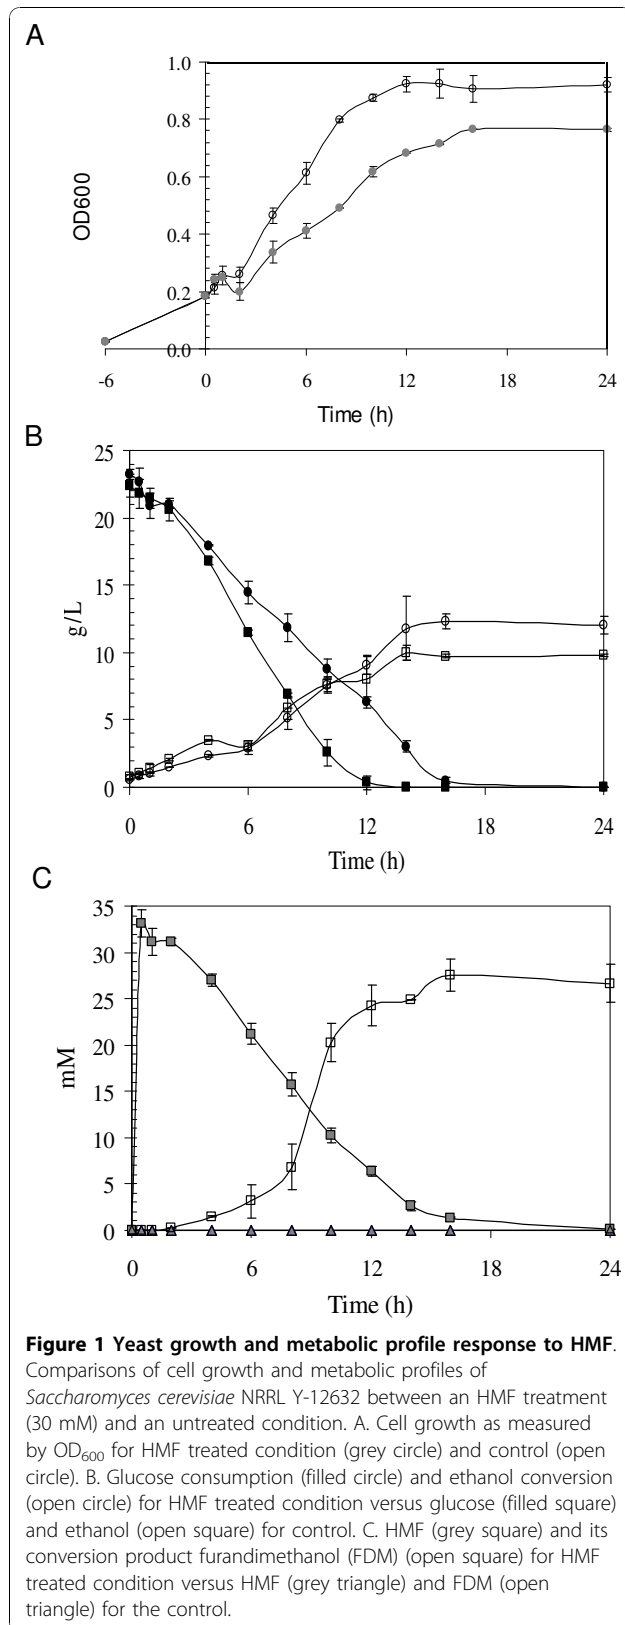 A
1.0
0.8
0.6
0.4
0.2
0.0
OD600
-6 0 6 12 18 24
Time (h)
B
25
20
15
10
5
0
g/L
0 6 12 18 24
Time (h)
C
35
30
25
20
15
10
5
0
mM
0 6 12 18 24
Time (h)
Figure 1 Yeast growth and metabolic profile response to HMF.
Comparisons of cell growth and metabolic profiles of
Saccharomyces cerevisiae NRRL Y-12632 between an HMF treatment
(30 mM) and an untreated condition. A. Cell growth as measured
by OD600 for HMF treated condition (grey circle) and control (open
circle). B. Glucose consumption (filled circle) and ethanol conversion
(open circle) for HMF treated condition versus glucose (filled square)
and ethanol (open square) for control. C. HMF (grey square) and its
conversion product furandimethanol (FDM) (open square) for HMF
treated condition versus HMF (grey triangle) and FDM (open
triangle) for the control.